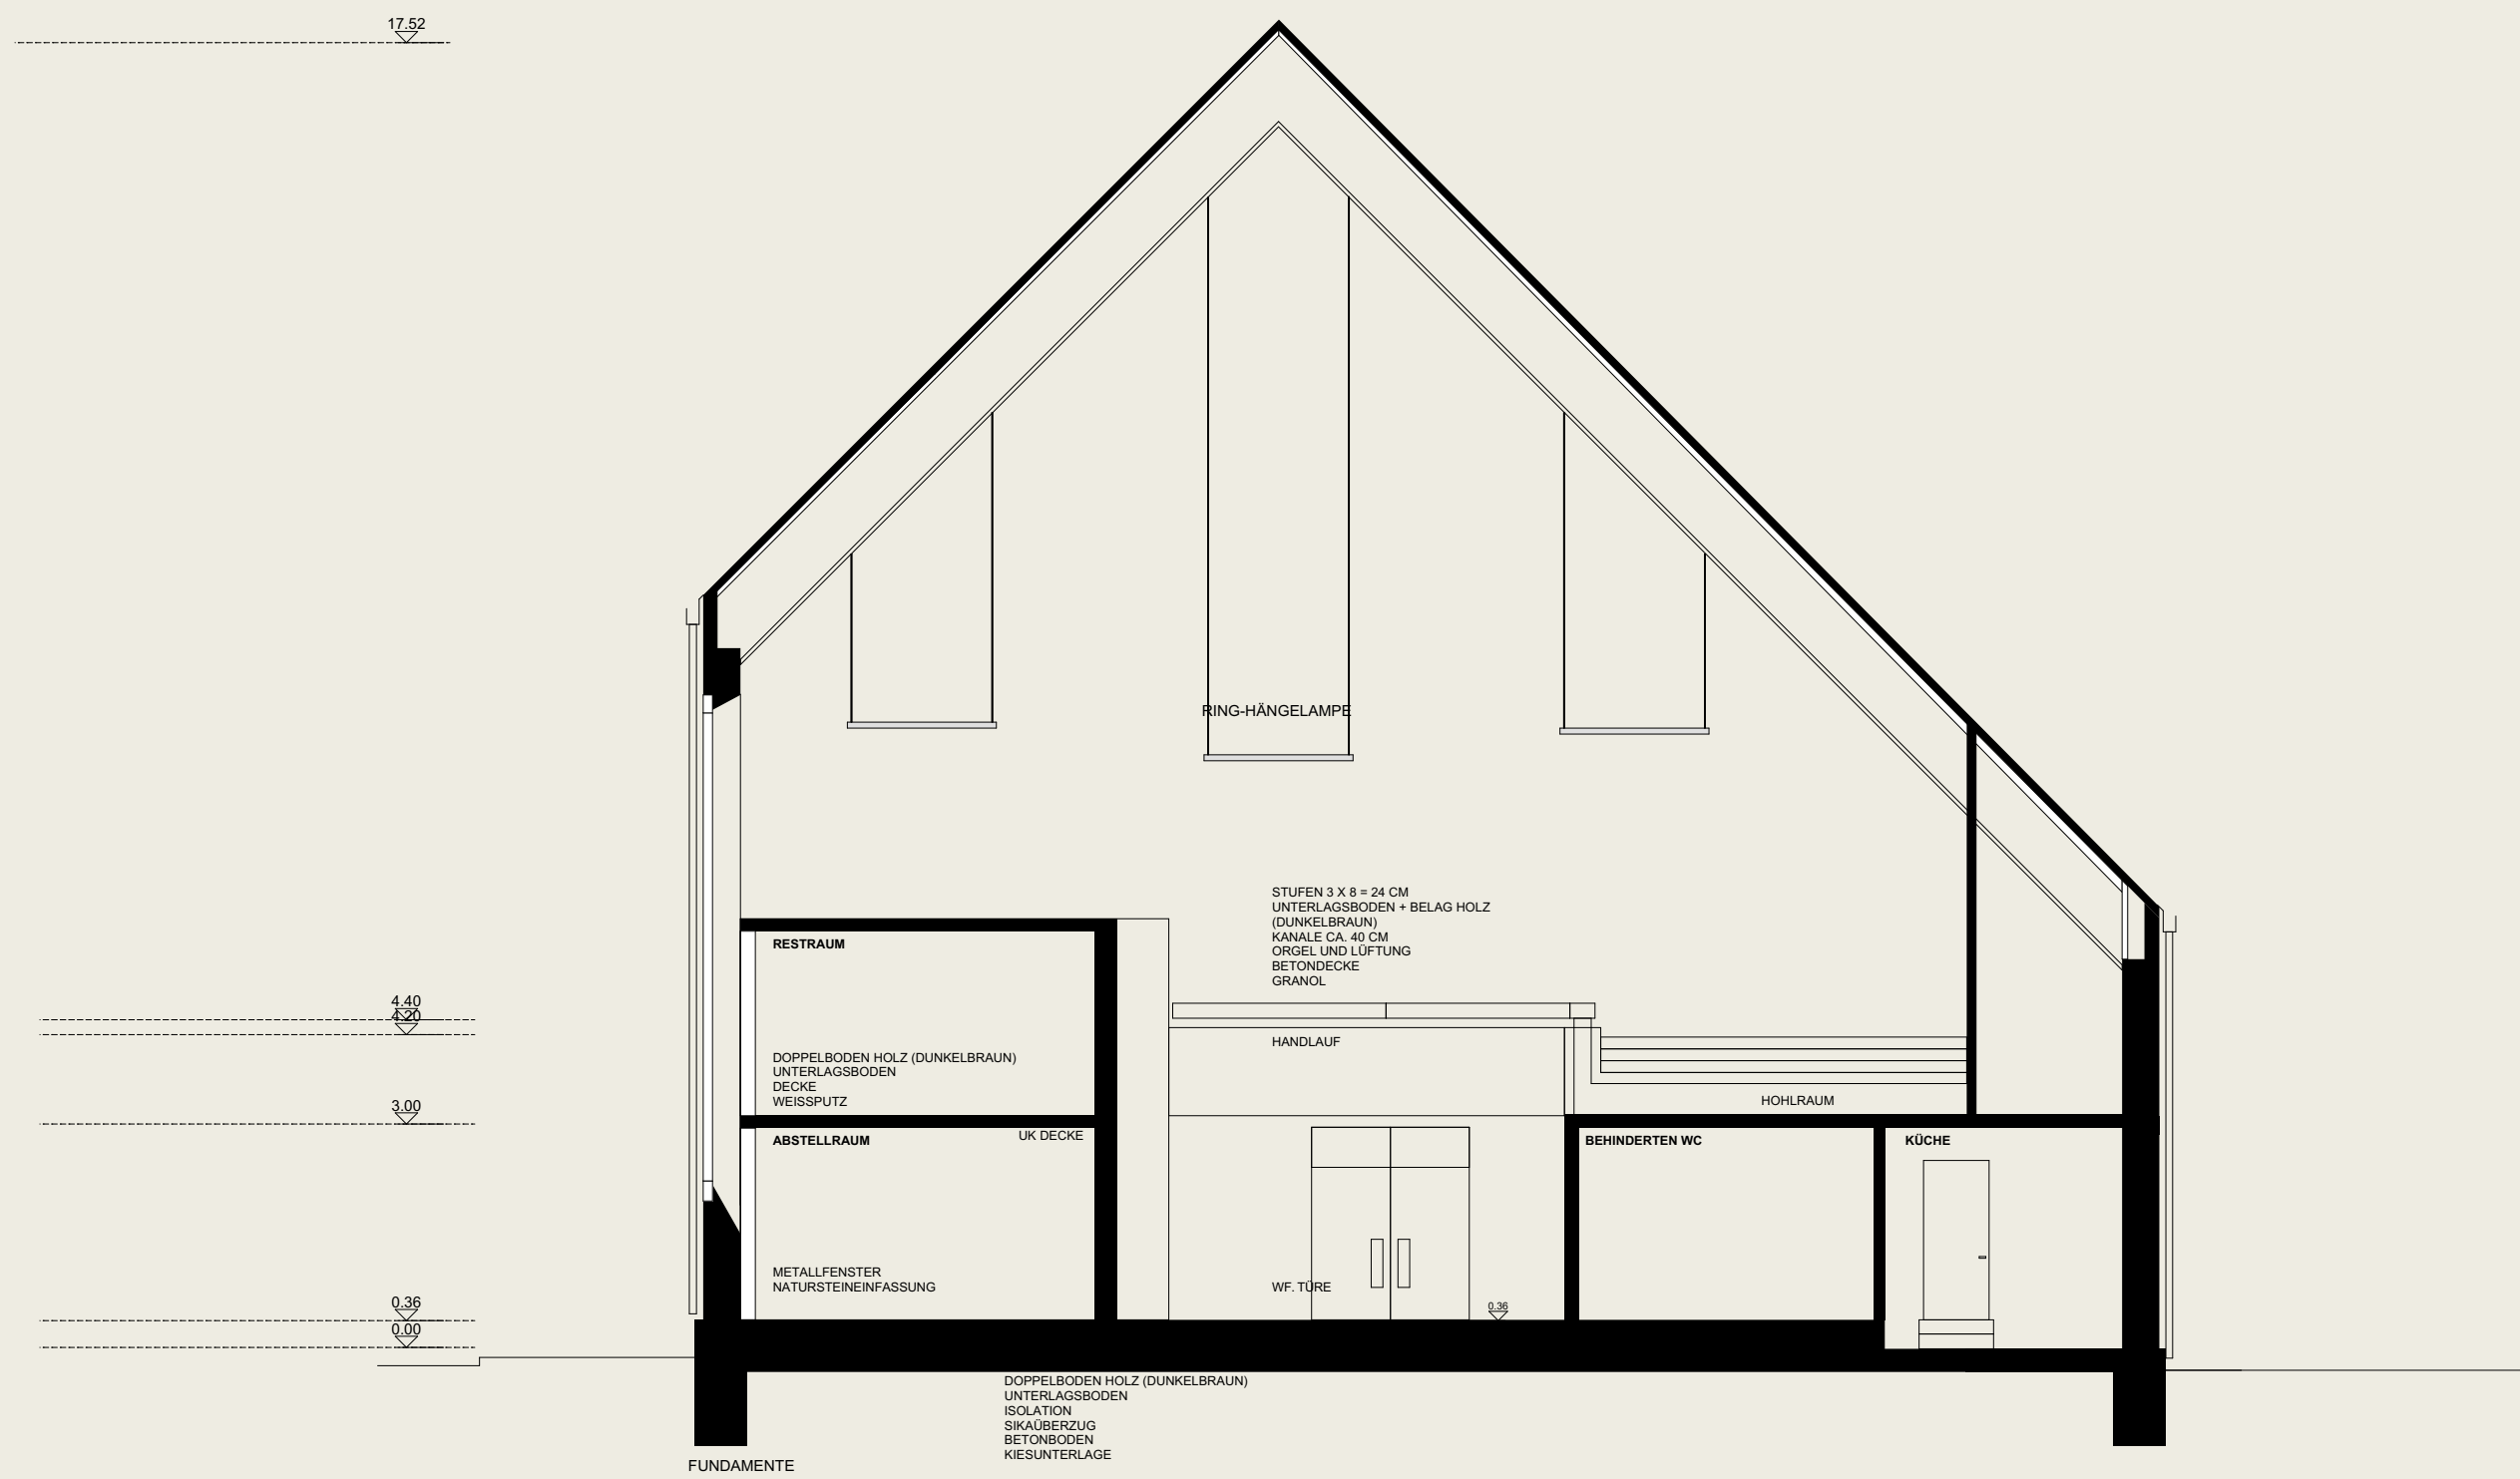 17.52
RING-HÄNGELAMPE
STUFEN 3 X 8 = 24 CM
UNTERLAGSBODEN + BELAG HOLZ
(DUNKELBRAUN)
KANALE CA. 40 CM
ORGEL UND LÜFTUNG
BETONDECKE
GRANOL
RESTRAUM
4.40
4.20
HANDLAUF
DOPPELBODEN HOLZ (DUNKELBRAUN)
UNTERLAGSBODEN
DECKE
WEISSPUTZ
HOHLRAUM
3.00
ABSTELLRAUM
UK DECKE
BEHINDERTEN WC
KÜCHE
METALLFENSTER
NATURSTEINEINFASSUNG
WF. TÜRE
0.36
0.36
0.00
DOPPELBODEN HOLZ (DUNKELBRAUN)
UNTERLAGSBODEN
ISOLATION
SIKAÜBERZUG
BETONBODEN
KIESUNTERLAGE
FUNDAMENTE